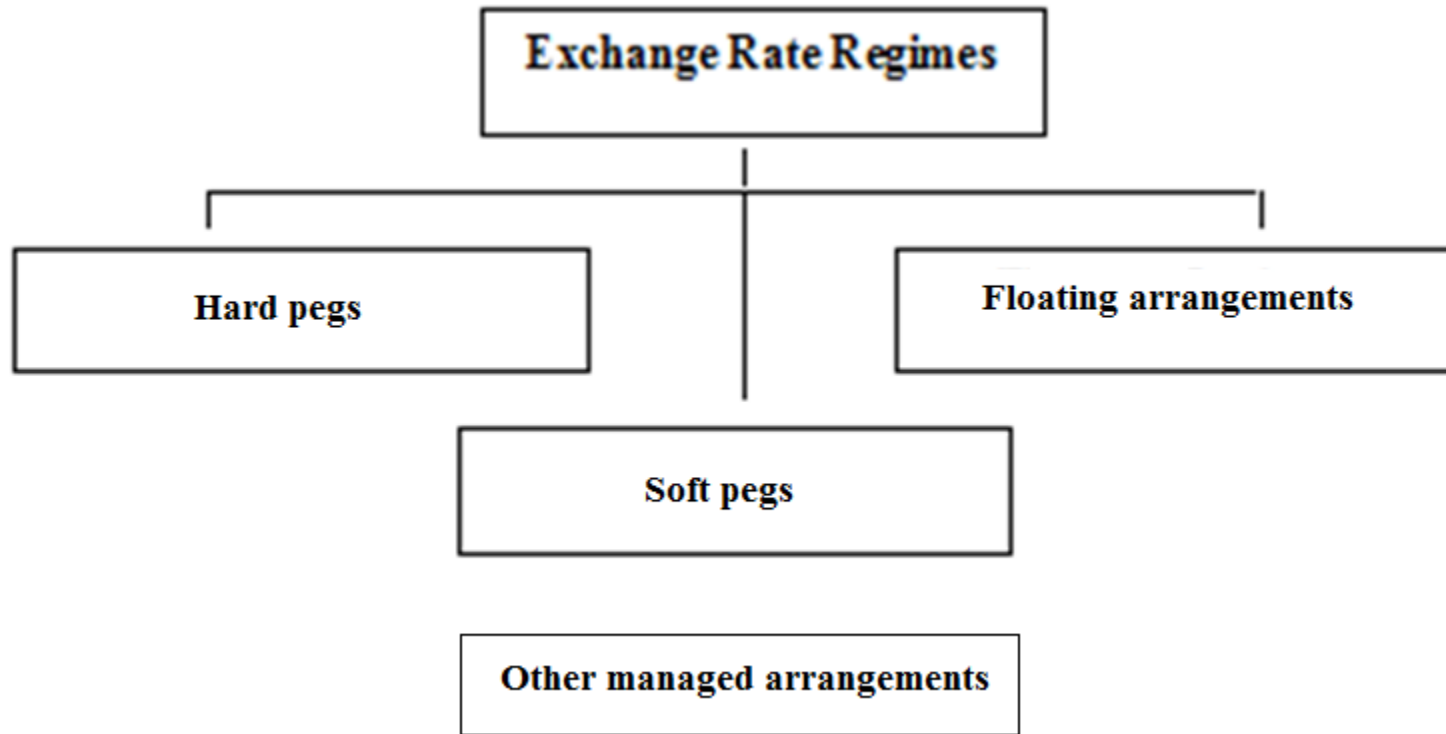 Exchange Rate Regimes
Hard pegs
Floating arrangements
Soft pegs
Other managed arrangements